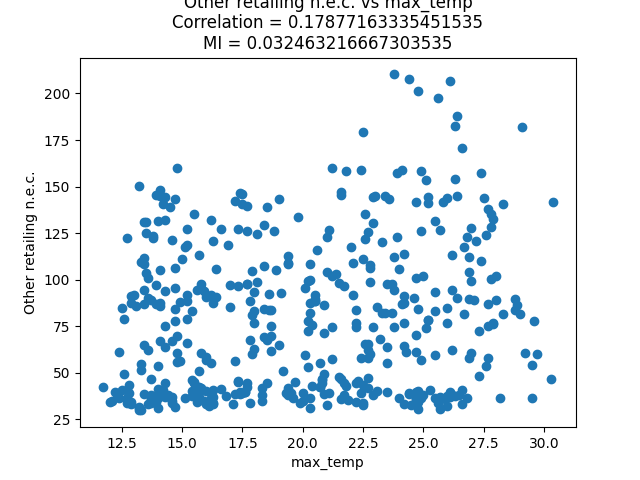 Other retailing n.e.c. vs max_temp
Correlation = 0.17877163335451535
MI = 0.032463216667303535
200
175
150
125
100
75
50
25
Other retailing n.e.c.
12.5 15.0 17.5 20.0 22.5 25.0 27.5 30.0
max_temp